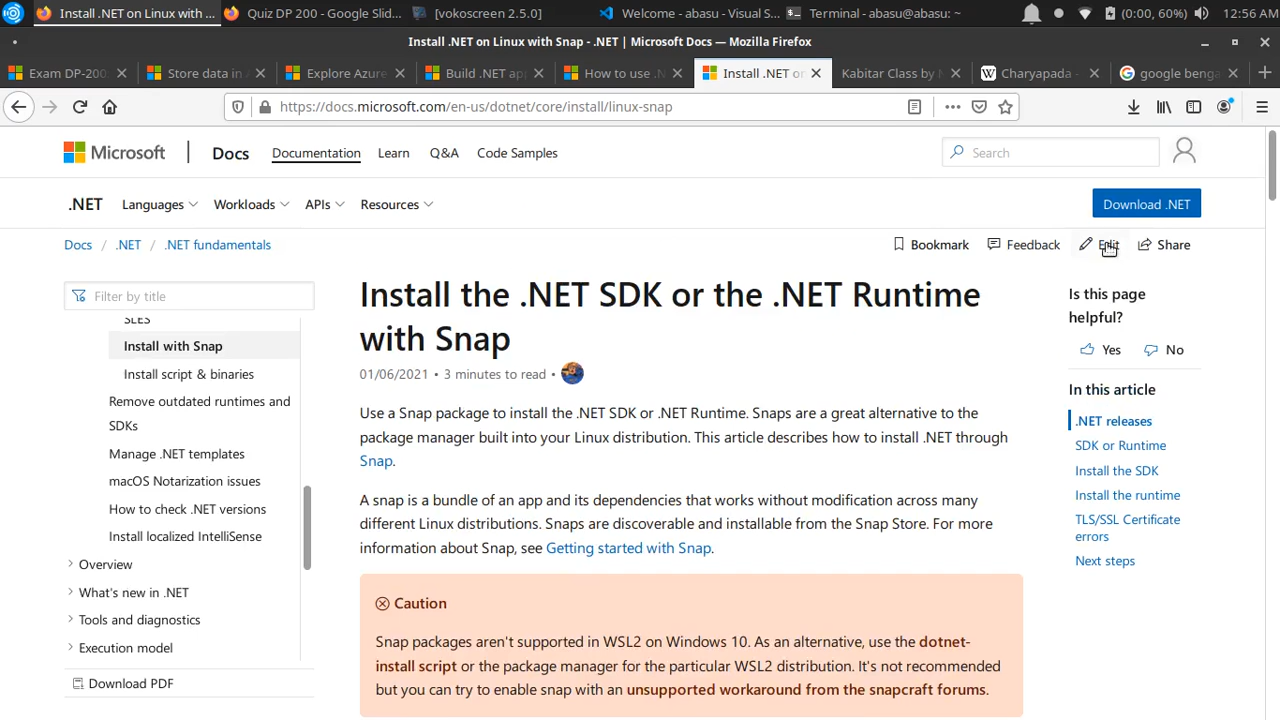 Install .NET on Linux with ...
Quiz DP 200 - Google Slid...
[vokoscreen 2.5.0]
Welcome - abasu - Visual S...
Terminal - abasu@abasu: ~
(0:00, 60%)
12:56 AM
Install .NET on Linux with Snap - .NET | Microsoft Docs — Mozilla Firefox
Exam DP-200
Store data in A
Explore Azure
Build .NET app
How to use .N
Install .NET on
Kabitar Class by N
Charyapada -
google benga
https://docs.microsoft.com/en-us/dotnet/core/install/linux-snap
Microsoft
Docs
Documentation
Learn
Q&A
Code Samples
Search
.NET
Languages
Workloads
APIs
Resources
Download .NET
Docs / .NET / .NET fundamentals
Bookmark
Feedback
Edit
Share
Filter by title
SLES
Install with Snap
Install script & binaries
Remove outdated runtimes and
SDKs
Manage .NET templates
macOS Notarization issues
How to check .NET versions
Install localized IntelliSense
Overview
What's new in .NET
Tools and diagnostics
Execution model
Download PDF
Install the .NET SDK or the .NET Runtime
with Snap
01/06/2021 • 3 minutes to read •
Use a Snap package to install the .NET SDK or .NET Runtime. Snaps are a great alternative to the
package manager built into your Linux distribution. This article describes how to install .NET through
Snap.
A snap is a bundle of an app and its dependencies that works without modification across many
different Linux distributions. Snaps are discoverable and installable from the Snap Store. For more
information about Snap, see Getting started with Snap.
Caution
Snap packages aren't supported in WSL2 on Windows 10. As an alternative, use the dotnet-
install script or the package manager for the particular WSL2 distribution. It's not recommended
but you can try to enable snap with an unsupported workaround from the snapcraft forums.
Is this page
helpful?
Yes
No
In this article
.NET releases
SDK or Runtime
Install the SDK
Install the runtime
TLS/SSL Certificate
errors
Next steps